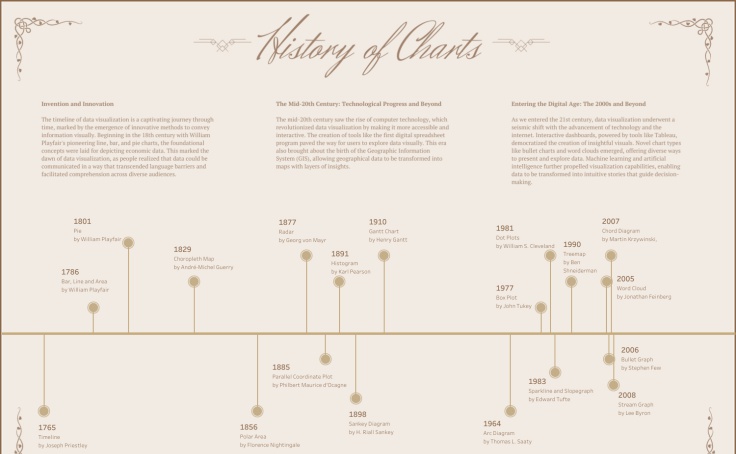 History of Charts
Invention and Innovation
The timeline of data visualization is a captivating journey through
time, marked by the emergence of innovative methods to convey
information visually. Beginning in the 18th century with William
Playfair's pioneering line, bar, and pie charts, the foundational
concepts were laid for depicting economic data. This marked the
dawn of data visualization, as people realized that data could be
communicated in a way that transcended language barriers and
facilitated comprehension across diverse audiences.
The Mid-20th Century: Technological Progress and Beyond
The mid-20th century saw the rise of computer technology, which
revolutionized data visualization by making it more accessible and
interactive. The creation of tools like the first digital spreadsheet
program paved the way for users to explore data visually. This era
also brought about the birth of the Geographic Information
System (GIS), allowing geographical data to be transformed into
maps with layers of insights.
Entering the Digital Age: The 2000s and Beyond
As we entered the 21st century, data visualization underwent a
seismic shift with the advancement of technology and the
internet. Interactive dashboards, powered by tools like Tableau,
democratized the creation of insightful visuals. Novel chart types
like bullet charts and word clouds emerged, offering diverse ways
to present and explore data. Machine learning and artificial
intelligence further propelled visualization capabilities, enabling
data to be transformed into intuitive stories that guide decision-
making.
1801
Pie
by William Playfair
1786
Bar, Line and Area
by William Playfair
1829
Choropleth Map
by André-Michel Guerry
1877
Radar
by Georg von Mayr
1891
Histogram
by Karl Pearson
1910
Gantt Chart
by Henry Gantt
1981
Dot Plots
by William S. Cleveland
1990
Treemap
by Ben
Shneiderman
2007
Chord Diagram
by Martin Krzywinski,
1977
Box Plot
by John Tukey
2005
Word Cloud
by Jonathan Feinberg
1765
Timeline
by Joseph Priestley
1856
Polar Area
by Florence Nightingale
1885
Parallel Coordinate Plot
by Philbert Maurice d'Ocagne
1898
Sankey Diagram
by H. Riall Sankey
1964
Arc Diagram
by Thomas L. Saaty
1983
Sparkline and Slopegraph
by Edward Tufte
2006
Bullet Graph
by Stephen Few
2008
Stream Graph
by Lee Byron